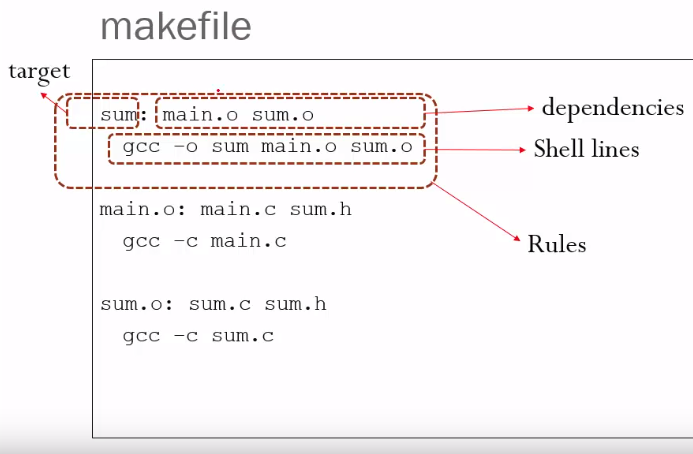 makefile
target
sum: main.o sum.o
dependencies
gcc -o sum main.o sum.o
Shell lines
main.o: main.c sum.h
gcc -c main.c
Rules
sum.o: sum.c sum.h
gcc -c sum.c